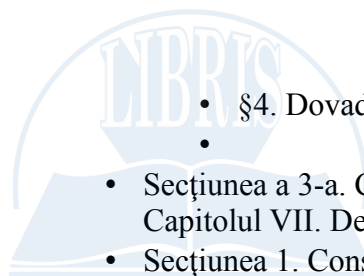 LIBRIS
• §4. Dovad
•
• Secţiunea a 3-a. C
Capitolul VII. De
• Secţiunea 1. Cons